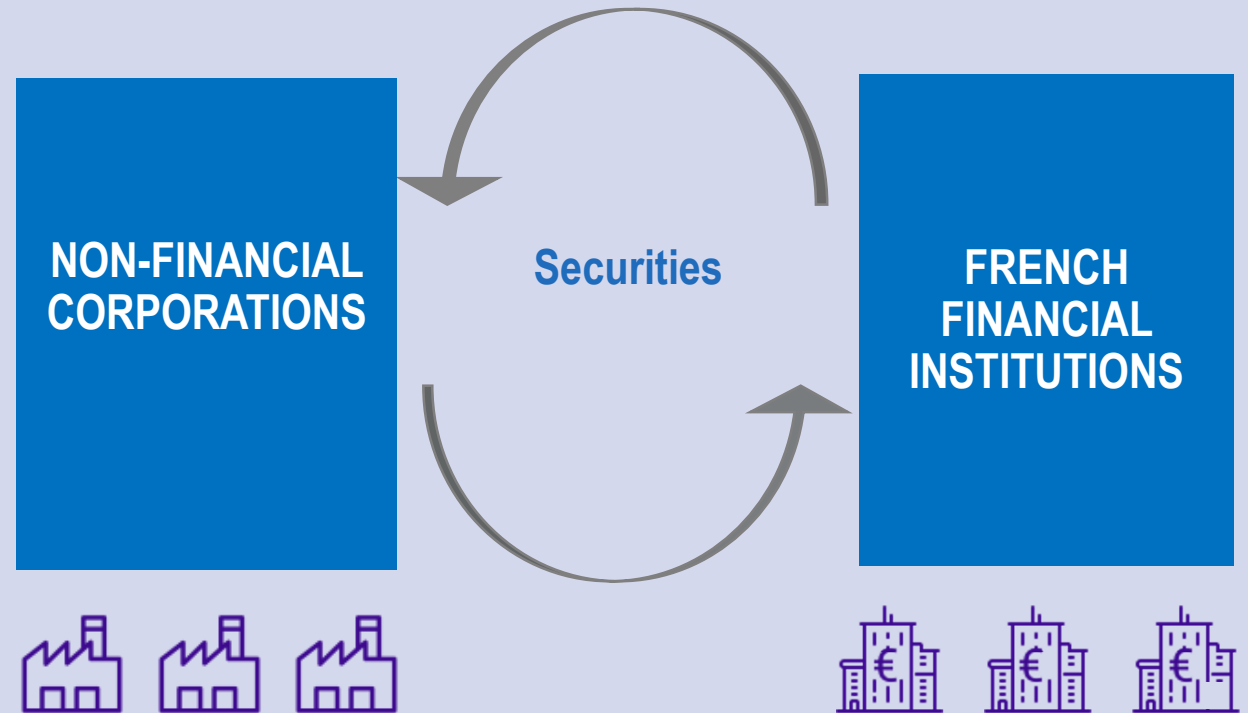 NON-FINANCIAL
CORPORATIONS
Securities
FRENCH
FINANCIAL
INSTITUTIONS
€
€
€